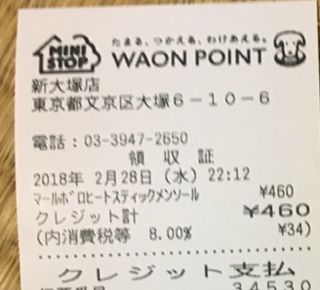 MINI STOP
たまる、つかえる、わけあえる。
WAON POINT
新大塚店
東京都文京区大塚6-10-6
電話：03-3947-2650
領 収 証
2018年 2月28日（水）22:12
ﾏｰﾙﾎﾞﾛﾋｰﾄｽﾃｨｯｸﾒﾝｿｰﾙ ¥460
クレジット計 ¥460
（内消費税等 8.00% ¥34）
クレジット支払
34530